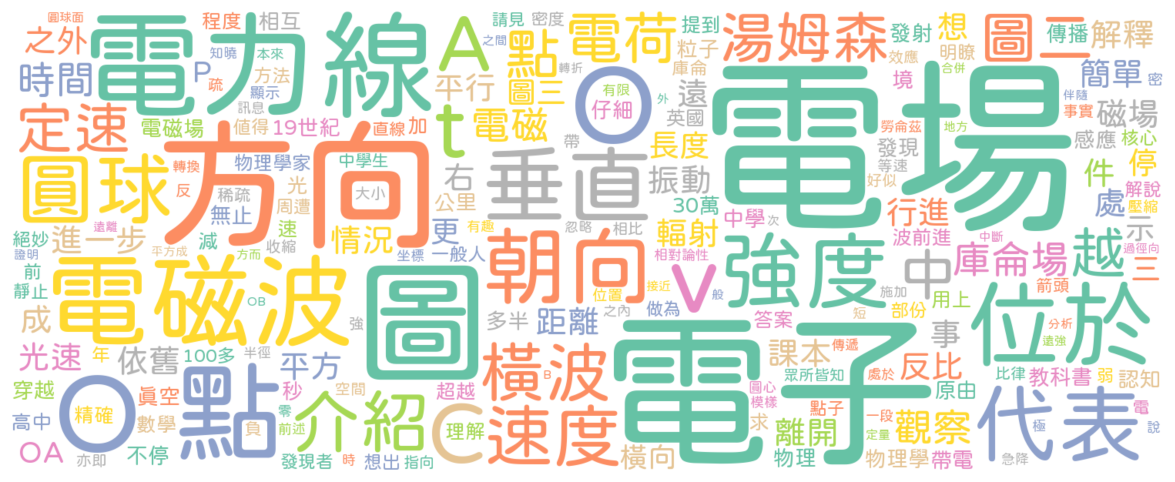 圓球面
程度
相互
之外
電力線
知曉
本來
時間
P
疏
方法
顯示
訊息
定速
電磁場
值得
19世紀
直線
加
A
平行
t
電磁
點
圖三
請見
密度
電荷
轉折
之間
O
有限
仔細
提到
粒子
庫侖
外
遠
英國
湯姆森
發射
效應
境
想
明瞭
合併
圖二
傳播
解釋
簡單
密
伴隨
事實
磁場
電場
勞侖茲
地方
發現
等速
好似
感應
核心
件
停
解說
壓縮
處
示
圓球
轉換
反
物理學家
中學生
光
周遭
大小
方向
稀疏
無止
速
有趣
收縮
遠離
絕妙
證明
進一步
平方成
減
方而
情況
坐標
更
一般人
右
公里
垂直
帶
長度
振動
30萬
忽略
相比
中學
次
輻射
相對論性
行進
波前進
中斷
過徑向
強度
中
庫侖場
越
三
箭頭
前
靜止
成
電磁波
OB
強
圖
朝向
V
接近
位置
般
之內
做為
施加
部份
用上
短
位於
分析
遠強
光速
年
依舊
100多
半徑
平方
多半
距離
答案
事
電子
課本
傳遞
反比
原由
比律
教科書
弱
認知
穿越
O點
真空
秒
空間
超越
橫波
B
眾所皆知
處於
高中
精確
數學
負
零
前述
介紹
C
理解
速度
圓心
模樣
點子
求
一段
定量
觀察
離開
代表
極
電
說
OA
亦即
不停
發現者
時
想出
指向
橫向
物理
物理學
帶電
急降